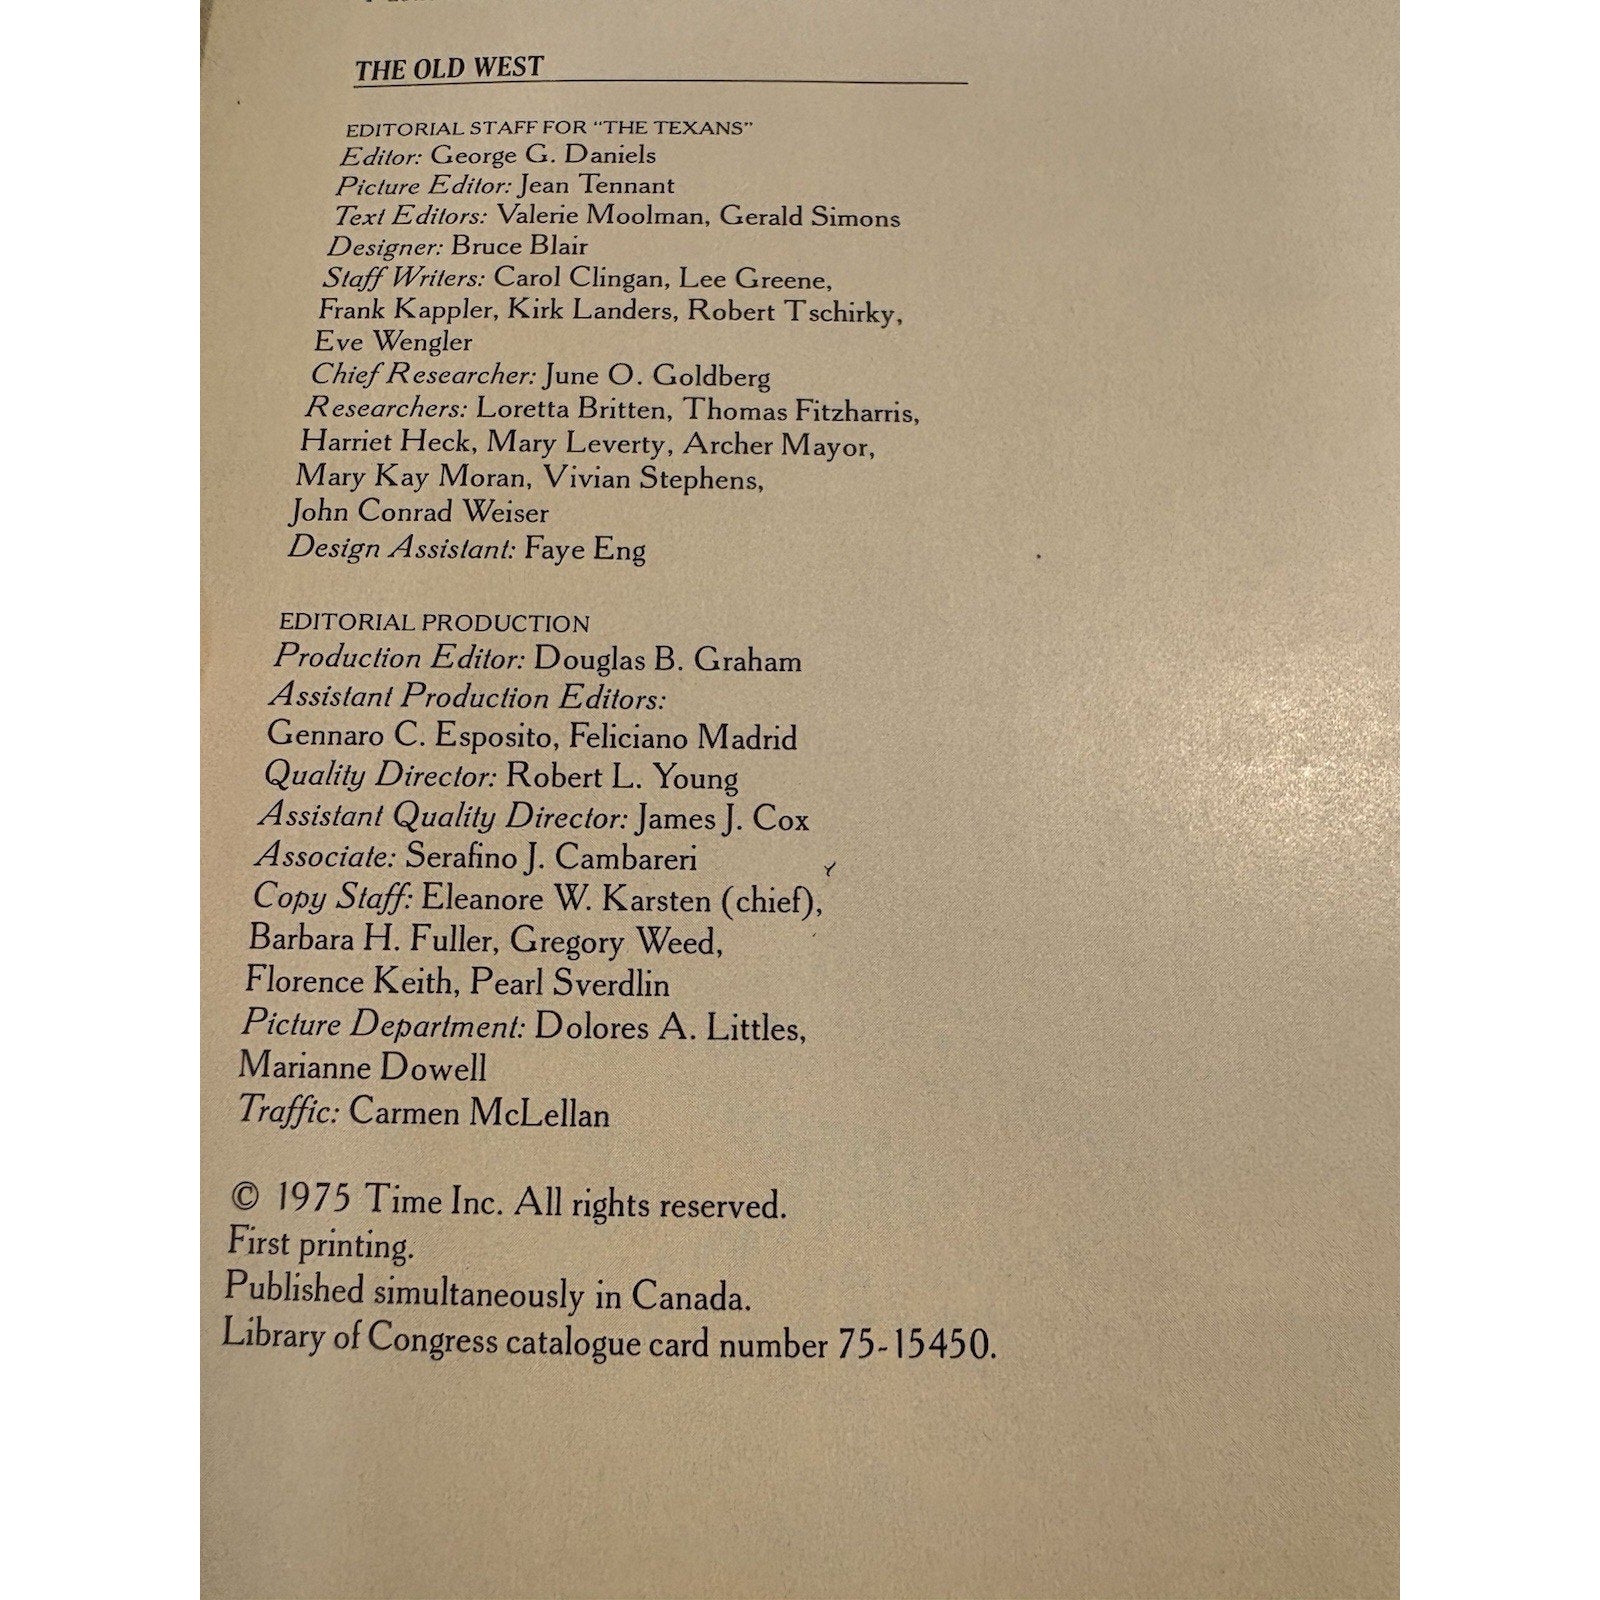 THE OLD WEST
EDITORIAL STAFF FOR "THE TEXANS"
Editor: George G. Daniels
Picture Editor: Jean Tennant
Text Editors: Valerie Moolman, Gerald Simons
Designer: Bruce Blair
Staff Writers: Carol Clingan, Lee Greene,
Frank Kappler, Kirk Landers, Robert Tschirky,
Eve Wengler
Chief Researcher: June O. Goldberg
Researchers: Loretta Britten, Thomas Fitzharris,
Harriet Heck, Mary Leverty, Archer Mayor,
Mary Kay Moran, Vivian Stephens,
John Conrad Weiser
Design Assistant: Faye Eng
EDITORIAL PRODUCTION
Production Editor: Douglas B. Graham
Assistant Production Editors:
Gennaro C. Esposito, Feliciano Madrid
Quality Director: Robert L. Young
Assistant Quality Director: James J. Cox
Associate: Serafino J. Cambareri
Copy Staff: Eleanore W. Karsten (chief),
Barbara H. Fuller, Gregory Weed,
Florence Keith, Pearl Sverdlin
Picture Department: Dolores A. Littles,
Marianne Dowell
Traffic: Carmen McLellan
© 1975 Time Inc. All rights reserved.
First printing.
Published simultaneously in Canada.
Library of Congress catalogue card number 75-15450.